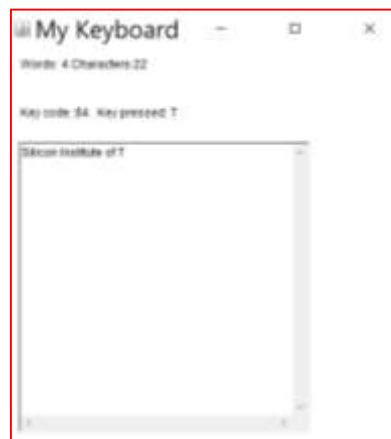 My Keyboard
Words: 4 Characters:22
Key code: 84 Key pressed: T
Silicon Institute of T